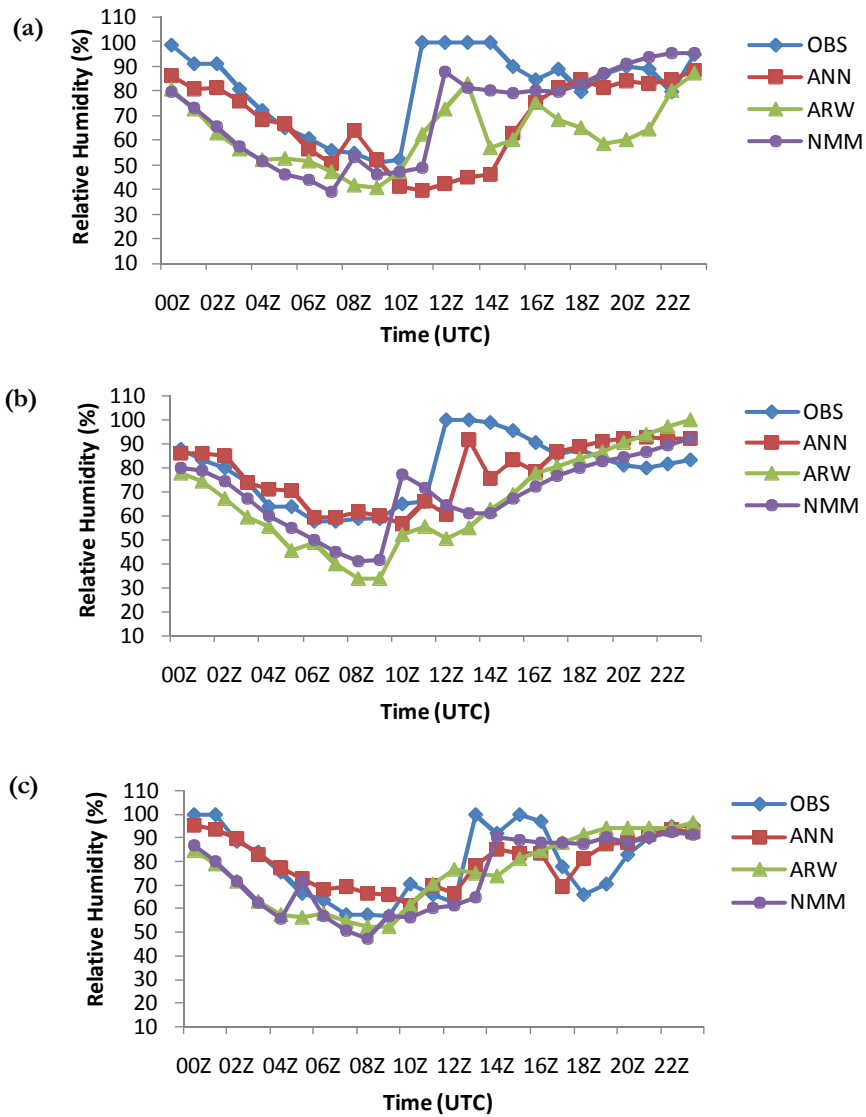 (a)
Relative Humidity (%)
110
100
90
80
70
60
50
40
30
20
10
00Z 02Z 04Z 06Z 08Z 10Z 12Z 14Z 16Z 18Z 20Z 22Z
Time (UTC)
OBS
ANN
ARW
NMM
(b)
Relative Humidity (%)
110
100
90
80
70
60
50
40
30
20
10
00Z 02Z 04Z 06Z 08Z 10Z 12Z 14Z 16Z 18Z 20Z 22Z
Time (UTC)
OBS
ANN
ARW
NMM
(c)
Relative Humidity (%)
110
100
90
80
70
60
50
40
30
20
10
00Z 02Z 04Z 06Z 08Z 10Z 12Z 14Z 16Z 18Z 20Z 22Z
Time (UTC)
OBS
ANN
ARW
NMM